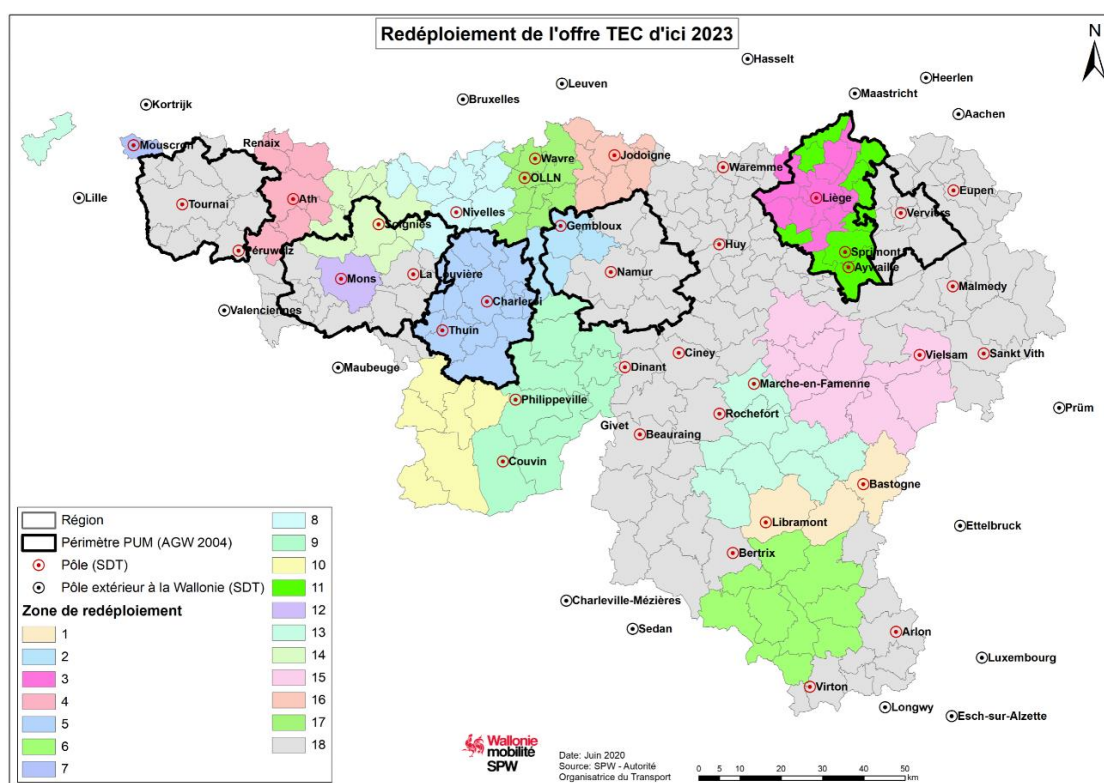 Redéploiement de l'offre TEC d'ici 2023
N
Hasselt
Leuven
Heerlen
Maastricht
Bruxelles
Kortrijk
Aachen
Mouscron
Renaix
Wavre
Jodoigne
OLLN
Waremme
Eupen
Lille
Tournai
Ath
Liège
Nivelles
Verviers
Soignies
Gembloux
Huy
Péruwelz
Sprimont
Aywaille
Mons
La Louvière
Namur
Malmedy
Charleroi
Valenciennes
Thuin
Ciney
Vielsam
Sankt Vith
Maubeuge
Dinant
Marche-en-Famenne
Philippeville
Rochefort
Prüm
Givet
Beauraing
Couvin
Bastogne
Libramont
Ettelbruck
Bertrix
Charleville-Mézières
Sedan
Arlon
Luxembourg
Virton
Longwy
Esch-sur-Alzette
Région
Périmètre PUM (AGW 2004)
Pôle (SDT)
Pôle extérieur à la Wallonie (SDT)
Zone de redéploiement
1
2
3
4
5
6
7
8
9
10
11
12
13
14
15
16
17
18
Wallonie
mobilité
SPW
Date: Juin 2020
Source: SPW - Autorité
Organisatrice du Transport
0 5 10 20 30 40 50
km